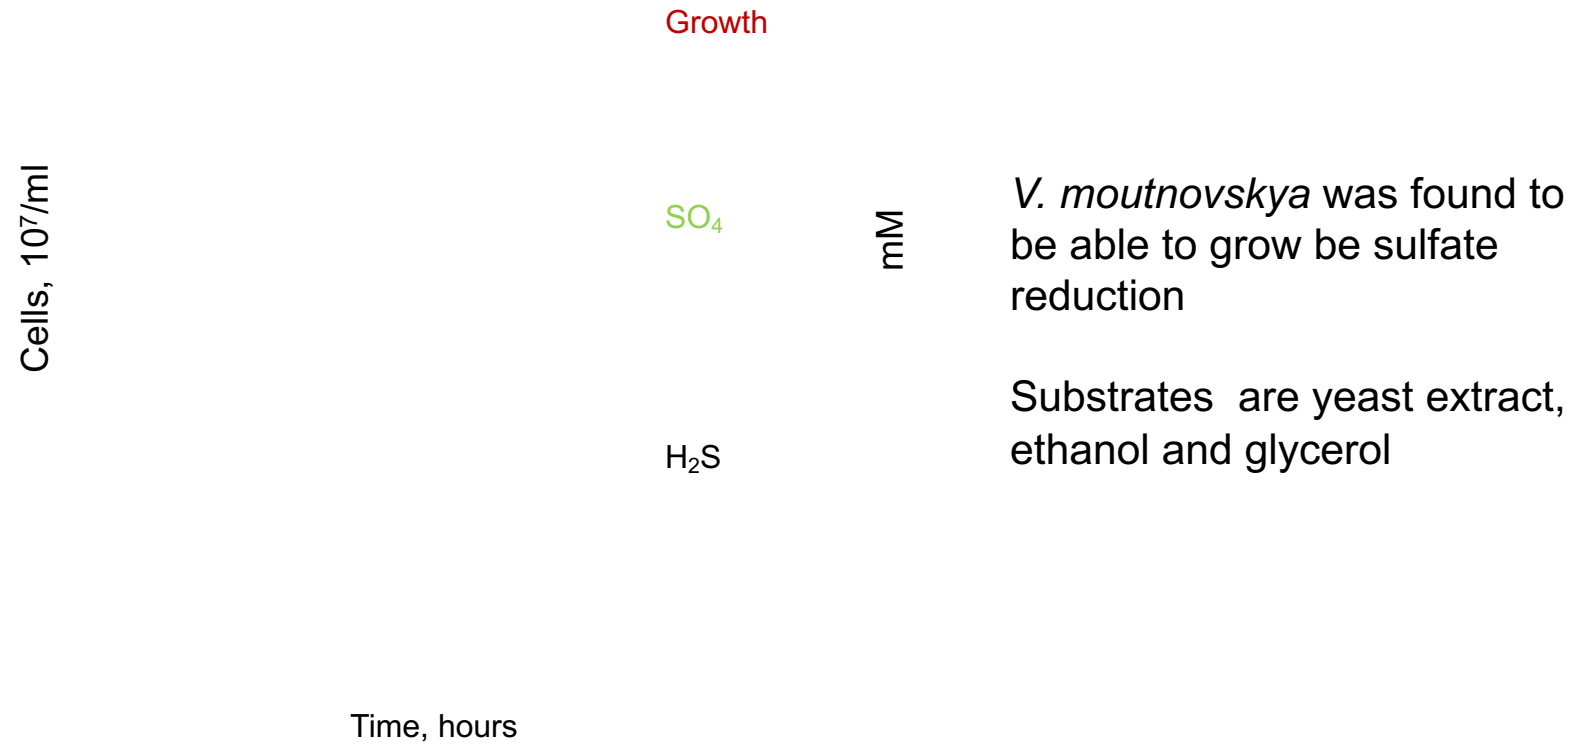 Growth
Cells, 10⁷/ml
SO₄
mM
H₂S
Time, hours
V. moutnovskya was found to
be able to grow be sulfate
reduction
Substrates are yeast extract,
ethanol and glycerol